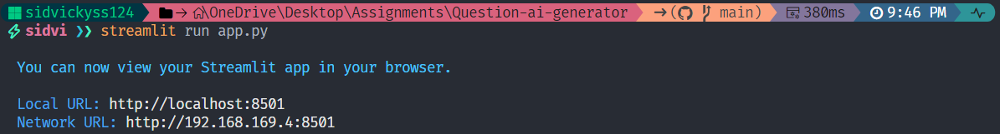 sidvickyss124 → ~\OneDrive\Desktop\Assignments\Question-ai-generator →( main) 380ms 9:46 PM
sidvi ❯❯ streamlit run app.py
You can now view your Streamlit app in your browser.
Local URL: http://localhost:8501
Network URL: http://192.168.169.4:8501